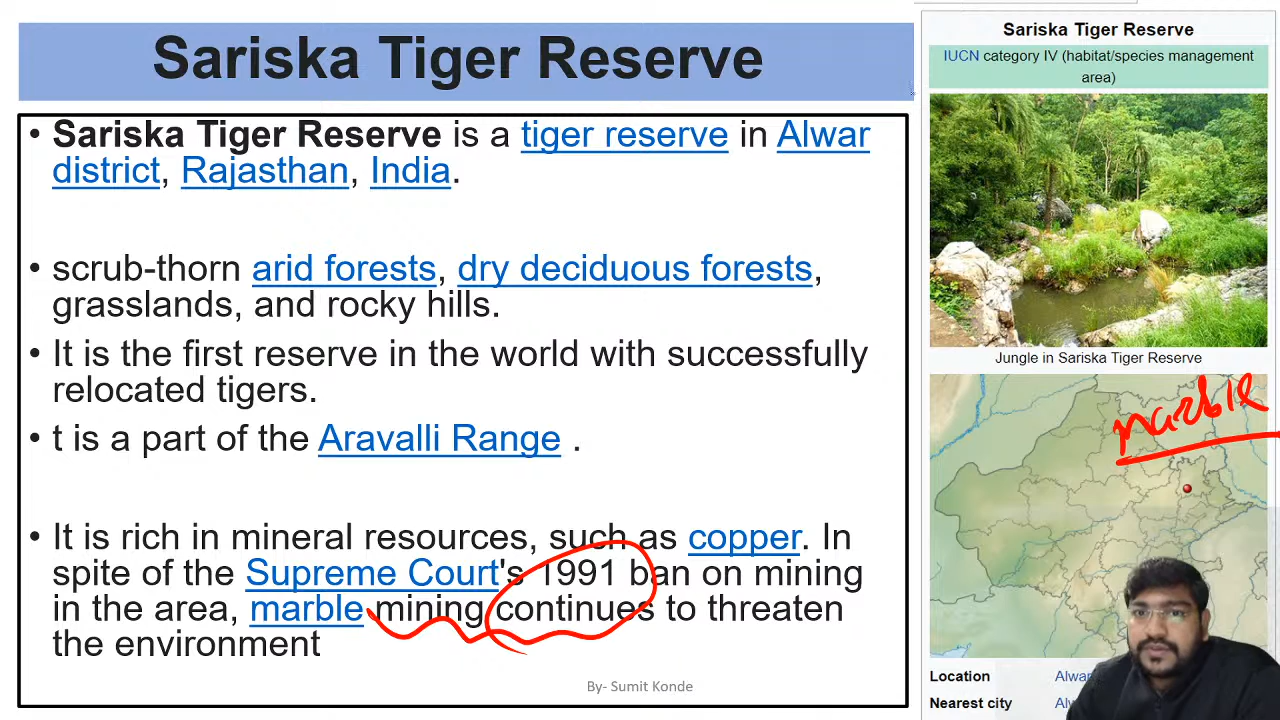 Sariska Tiger Reserve
• Sariska Tiger Reserve is a tiger reserve in Alwar
district, Rajasthan, India.
• scrub-thorn arid forests, dry deciduous forests,
grasslands, and rocky hills.
• It is the first reserve in the world with successfully
relocated tigers.
• t is a part of the Aravalli Range .
• It is rich in mineral resources, such as copper. In
spite of the Supreme Court's 1991 ban on mining
in the area, marble mining continues to threaten
the environment
By- Sumit Konde
Sariska Tiger Reserve
IUCN category IV (habitat/species management
area)
Jungle in Sariska Tiger Reserve
marble
Location Alwar
Nearest city